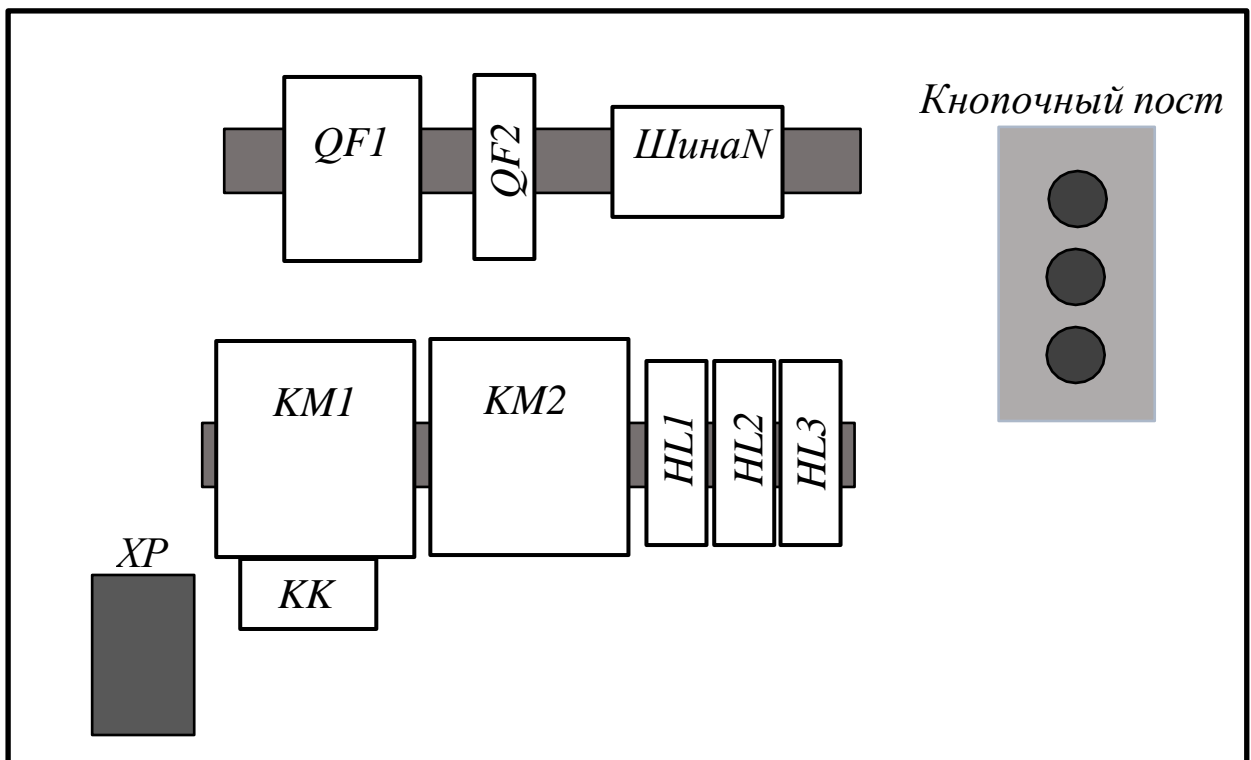 QF1
QF2
ШинаN
Кнопочный пост
KM1
KM2
HL1
HL2
HL3
XP
KK